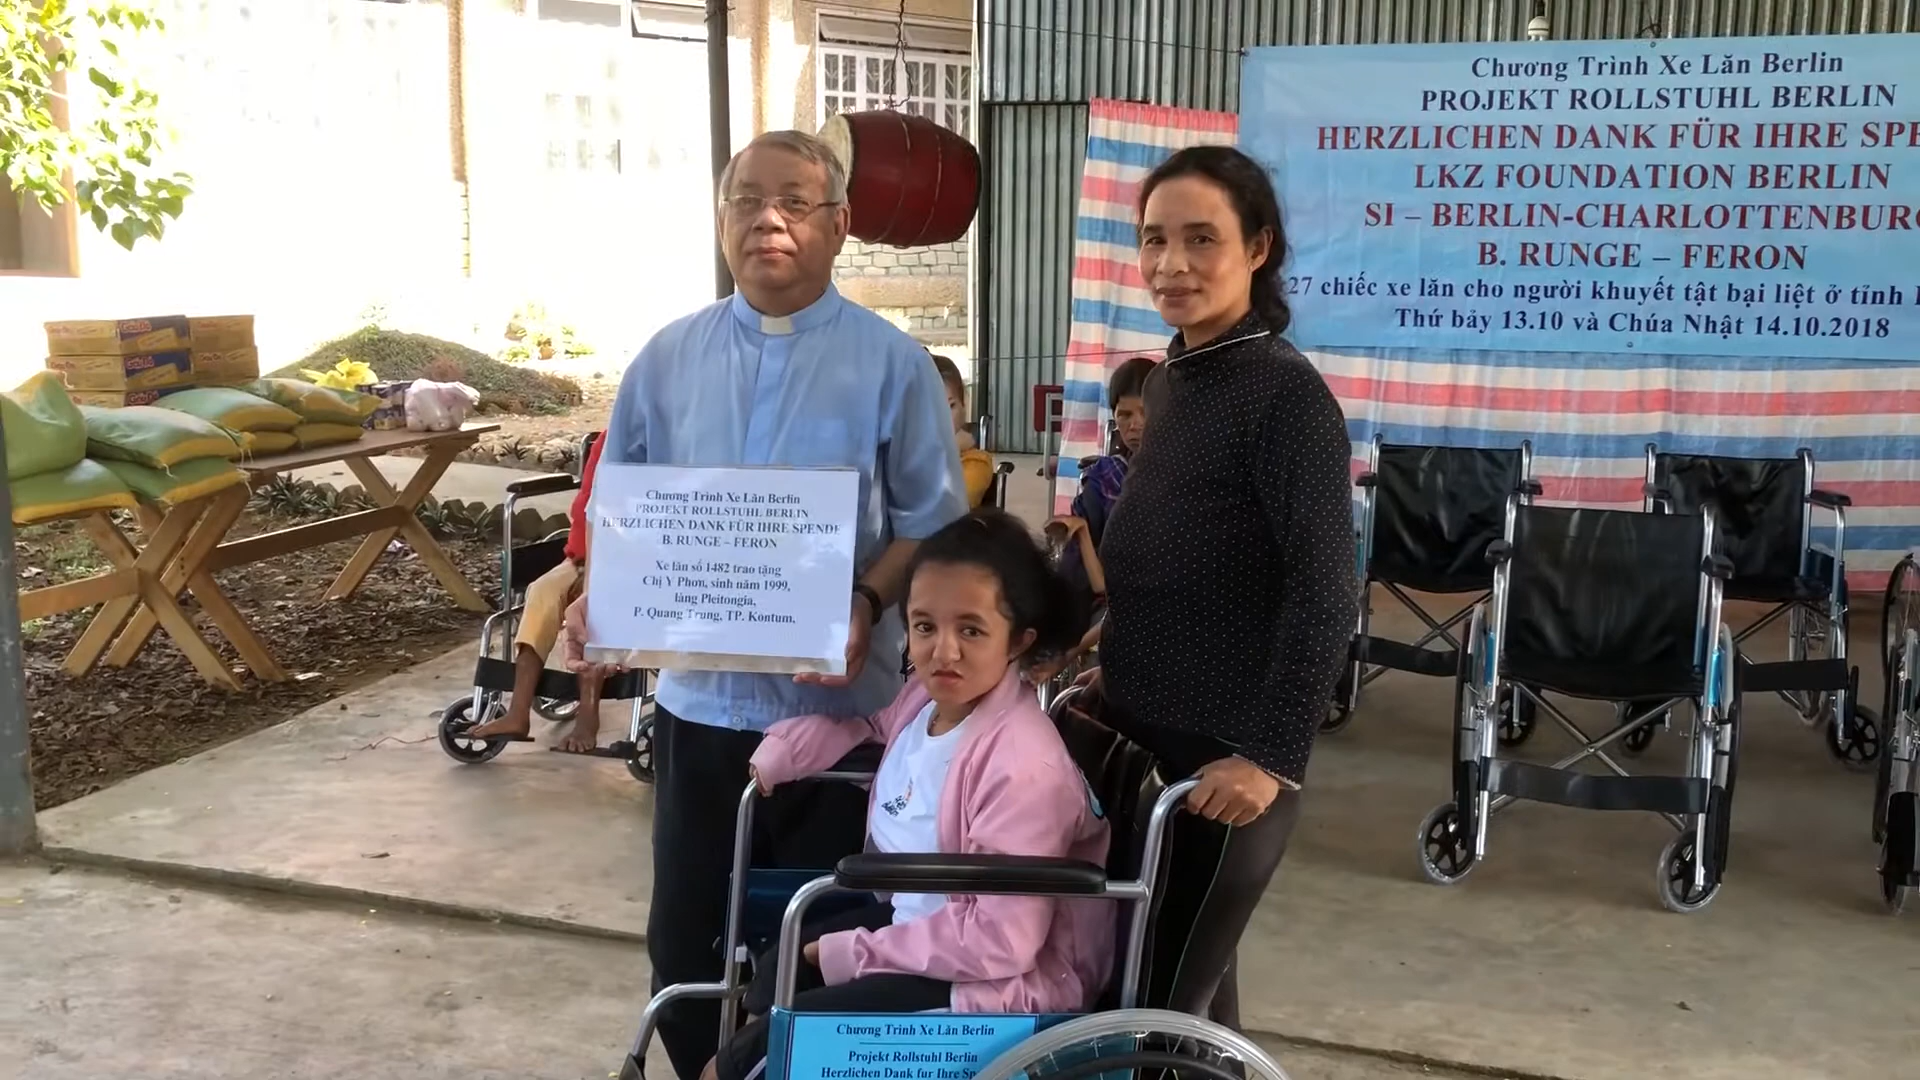 Chương Trình Xe Lăn Berlin
PROJEKT ROLLSTUHL BERLIN
HERZLICHEN DANK FÜR IHRE
LKZ FOUNDATION BERLIN
SI – BERLIN-CHARLOTTENBURG
B. RUNGE – FERON
27 chiếc xe lăn cho người khuyết tật bại liệt ở tỉnh
Thứ bảy 13.10 và Chúa Nhật 14.10.2018
Chương Trình Xe Lăn Berlin
PROJEKT ROLLSTUHL BERLIN
HERZLICHEN DANK FÜR IHRE SPENDE
B. RUNGE – FERON
Xe lăn số 1482 trao tặng
Chị Y Phơn, sinh năm 1999,
làng Pleitongia,
P. Quang Trung, TP. Kontum,
Chương Trình Xe Lăn Berlin
Projekt Rollstuhl Berlin
Herzlichen Dank fur Ihre